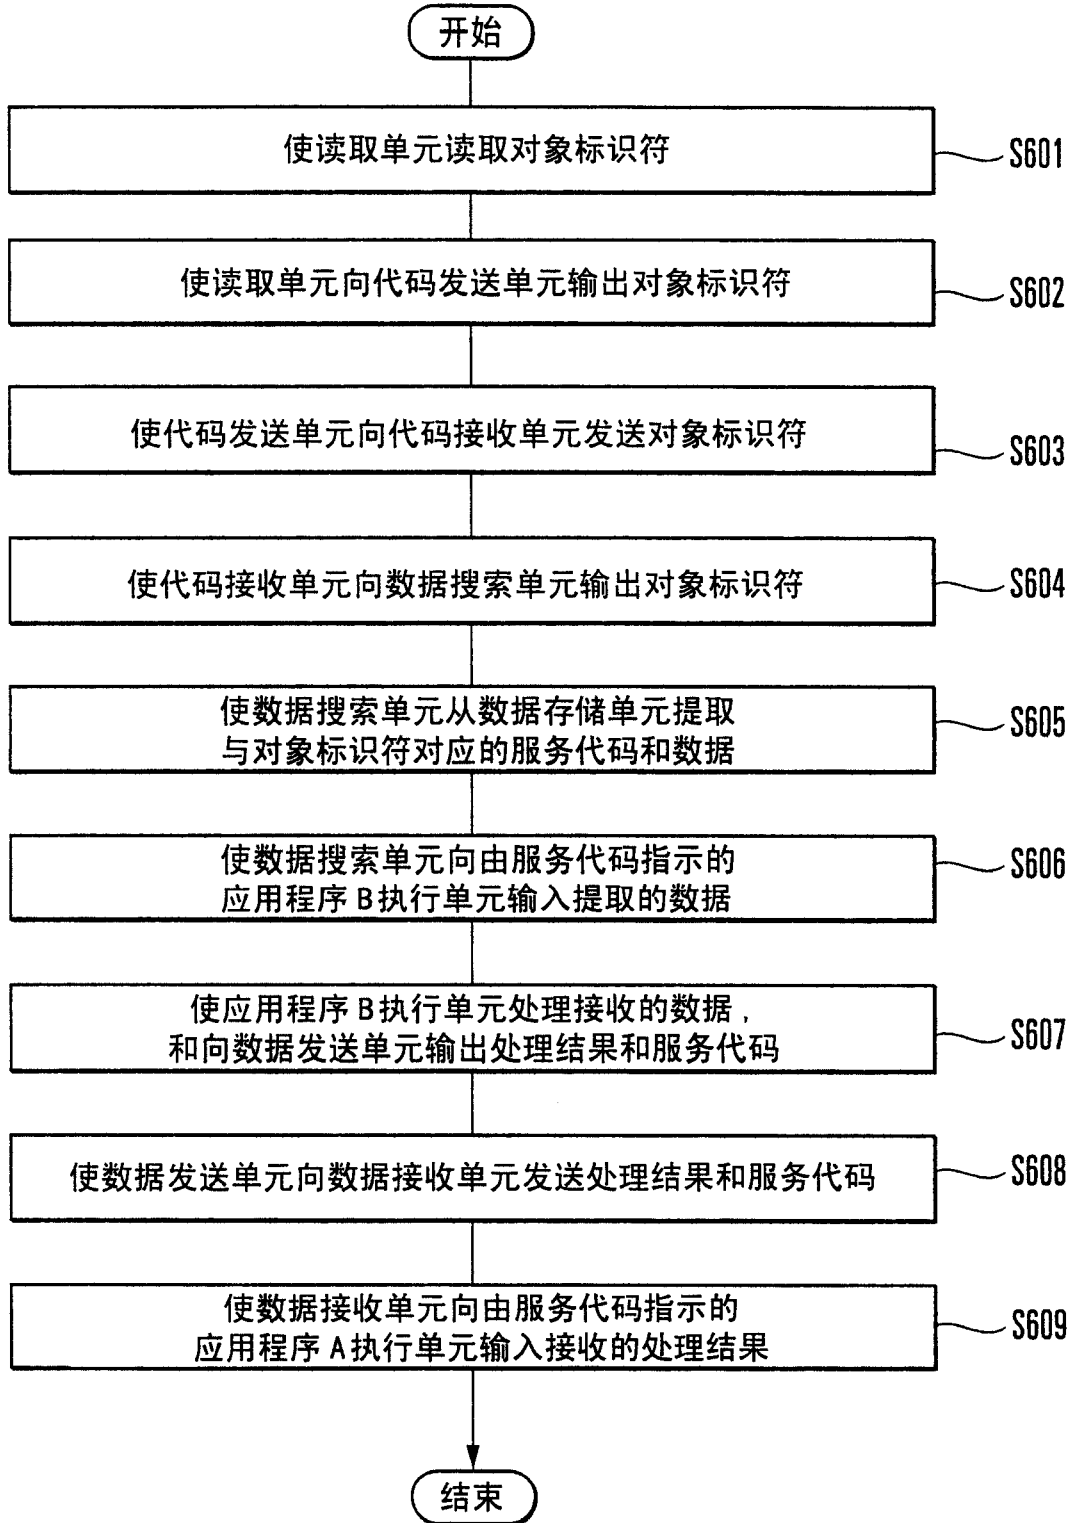 开始
使读取单元读取对象标识符
S601
使读取单元向代码发送单元输出对象标识符
S602
使代码发送单元向代码接收单元发送对象标识符
S603
使代码接收单元向数据搜索单元输出对象标识符
S604
使数据搜索单元从数据存储单元提取
与对象标识符对应的服务代码和数据
S605
使数据搜索单元向由服务代码指示的
应用程序B执行单元输入提取的数据
S606
使应用程序B执行单元处理接收的数据,
和向数据发送单元输出处理结果和服务代码
S607
使数据发送单元向数据接收单元发送处理结果和服务代码
S608
使数据接收单元向由服务代码指示的
应用程序A执行单元输入接收的处理结果
S609
结束